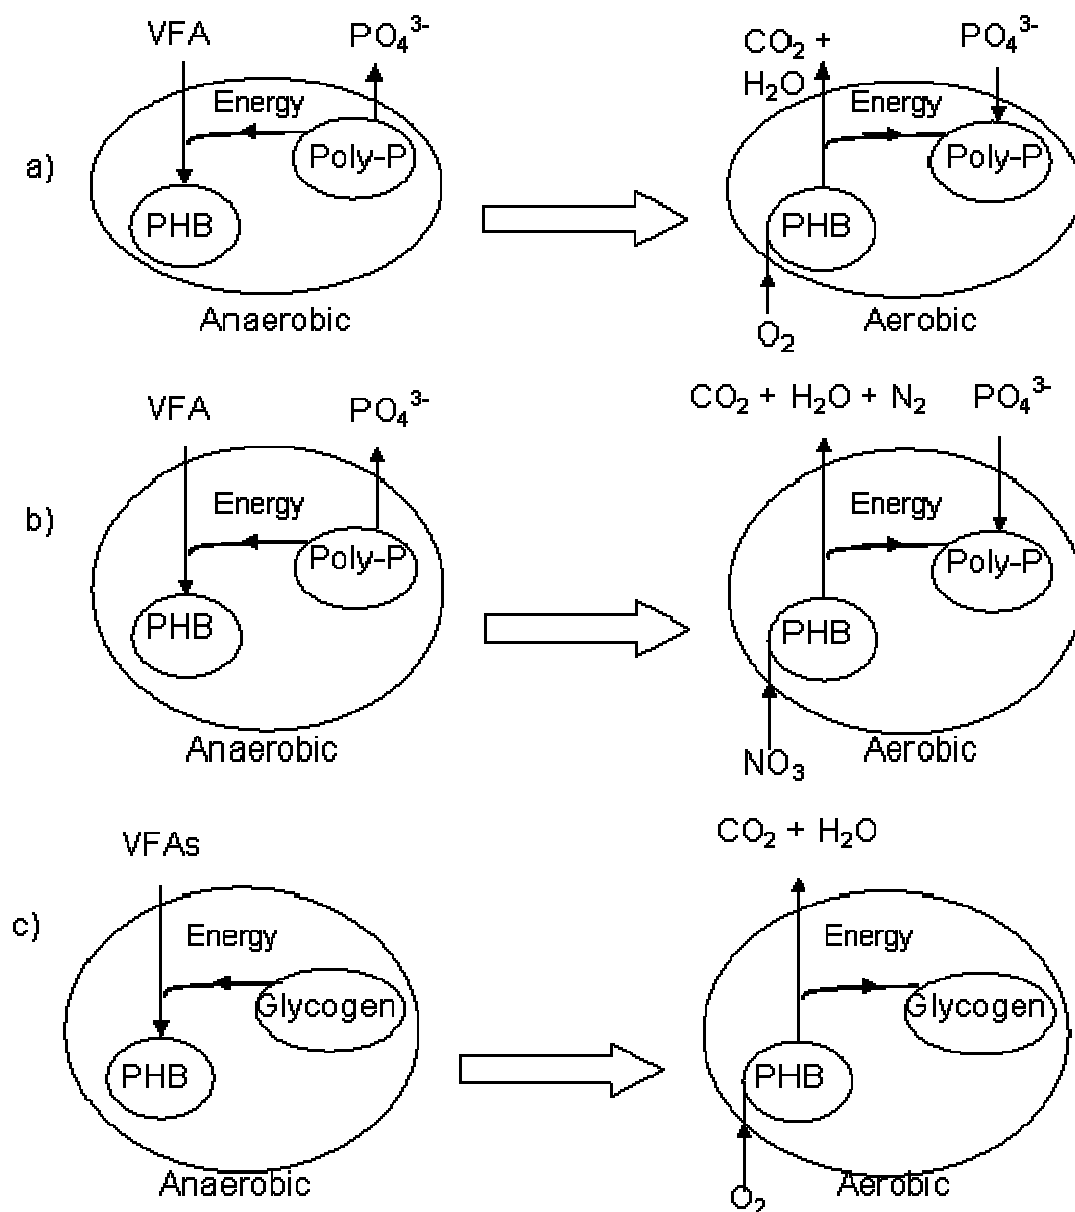 VFA PO₄³⁻ CO₂ + PO₄³⁻
H₂O
Energy Energy
a) Poly-P Poly-P
PHB PHB
Anaerobic Aerobic
O₂
VFA PO₄³⁻ CO₂ + H₂O + N₂ PO₄³⁻
Energy Energy
b) Poly-P Poly-P
PHB PHB
Anaerobic Aerobic
NO₃
VFAs CO₂ + H₂O
c) Energy Energy
Glycogen Glycogen
PHB PHB
Anaerobic Aerobic
O₂